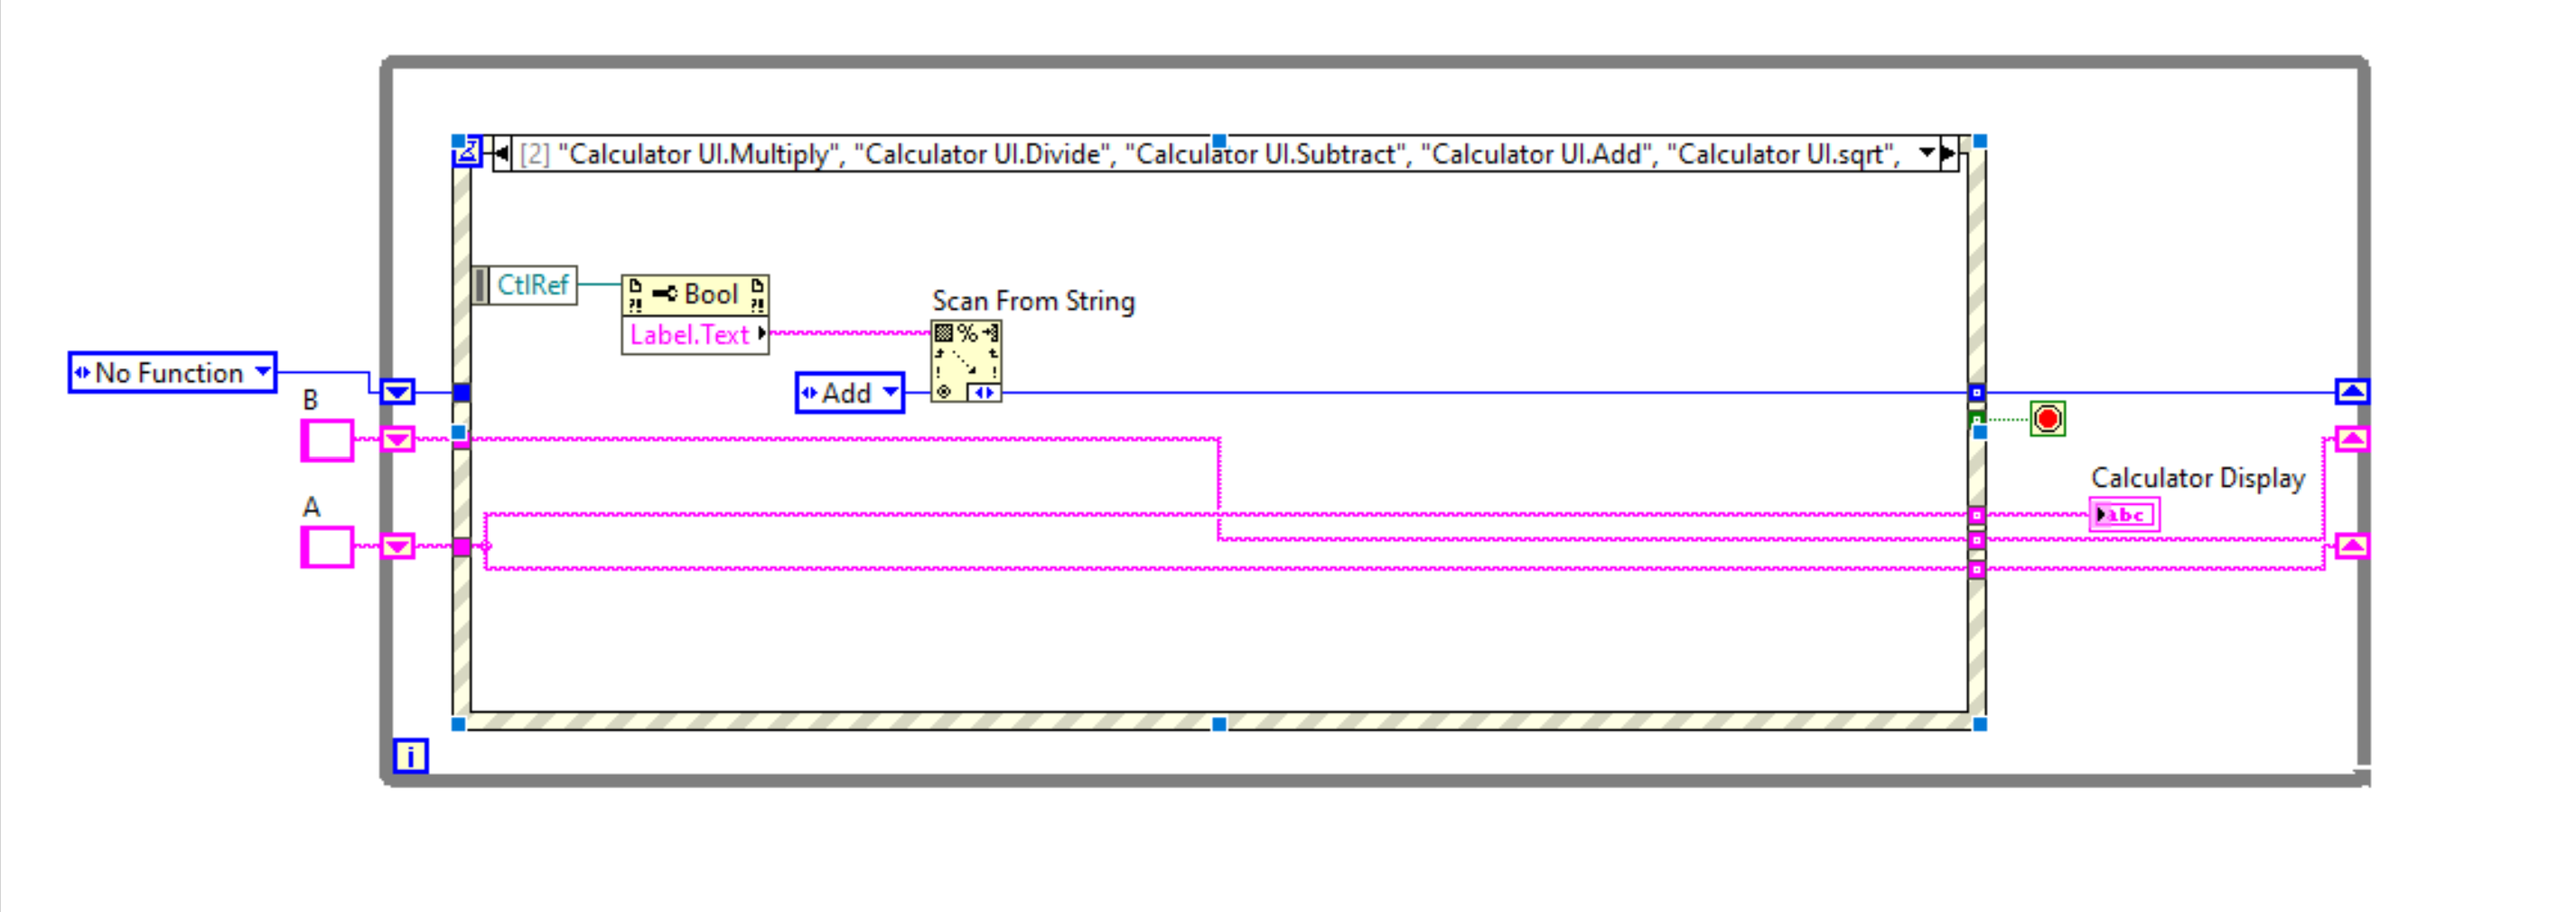 [2] "Calculator UI.Multiply", "Calculator UI.Divide", "Calculator UI.Subtract", "Calculator UI.Add", "Calculator UI.sqrt",
CtlRef
Bool
Label.Text
Scan From String
%
No Function
Add
B
A
Calculator Display
abc
i